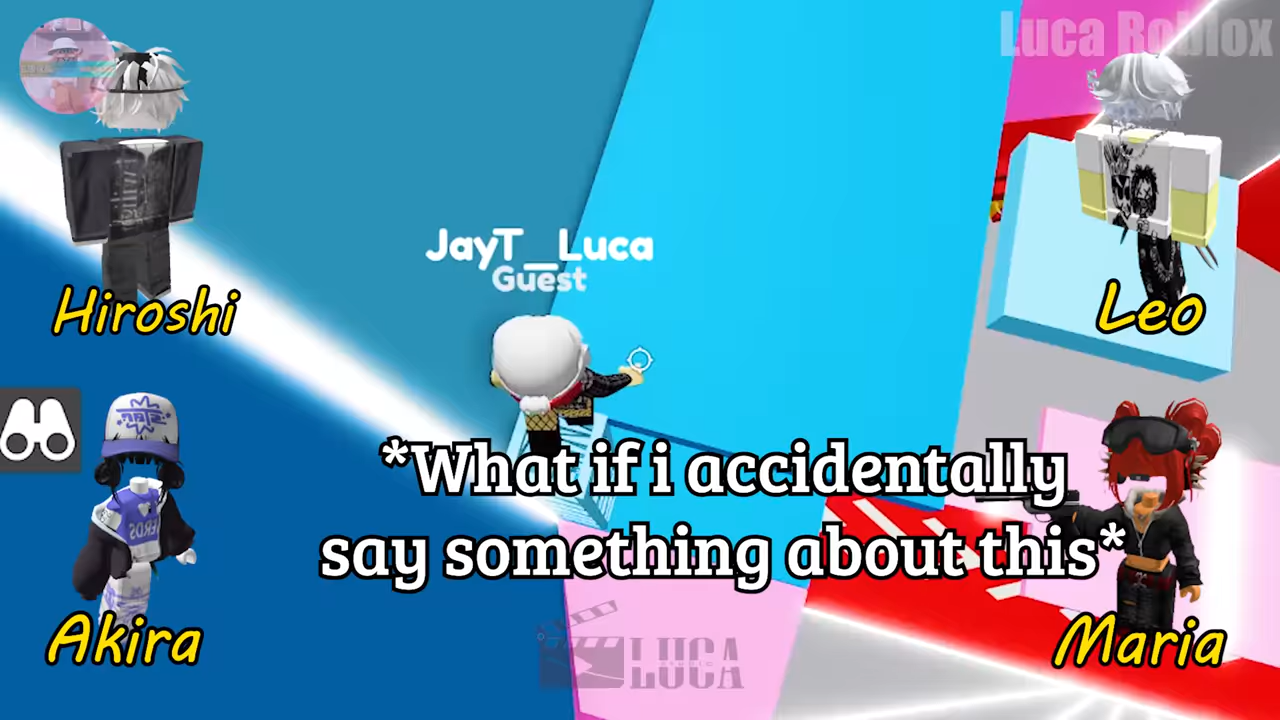 Luca Roblox
JayT_Luca
Guest
Hiroshi
Leo
*What if i accidentally
say something about this*
Akira
Maria
LUCA